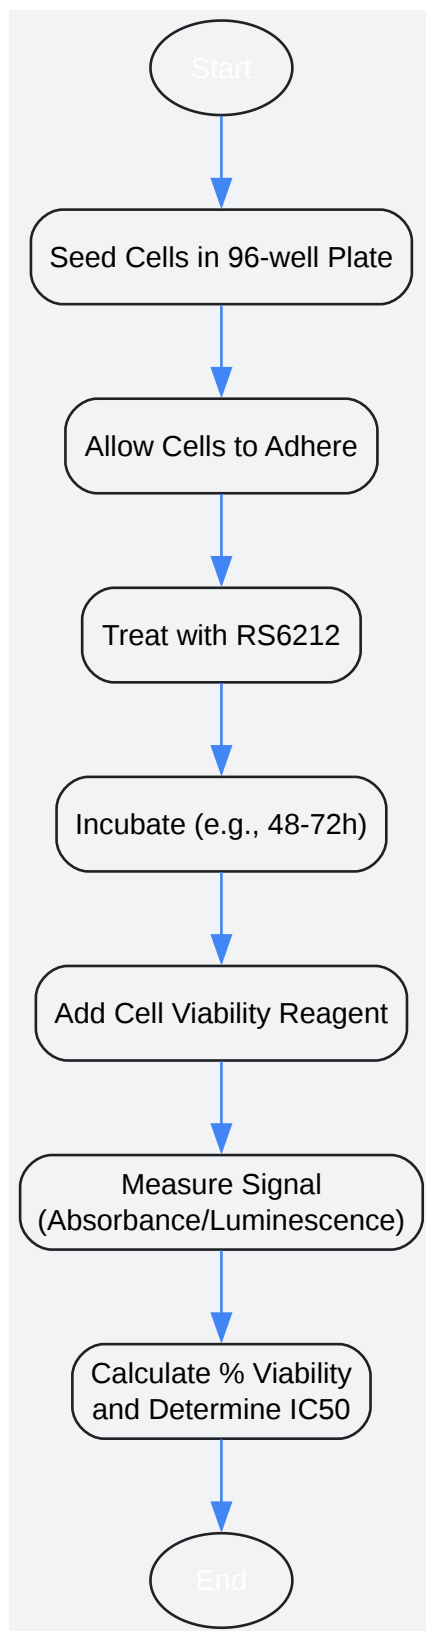 Start
Seed Cells in 96-well Plate
Allow Cells to Adhere
Treat with RS6212
Incubate (e.g., 48-72h)
Add Cell Viability Reagent
Measure Signal
(Absorbance/Luminescence)
Calculate % Viability
and Determine IC50
End